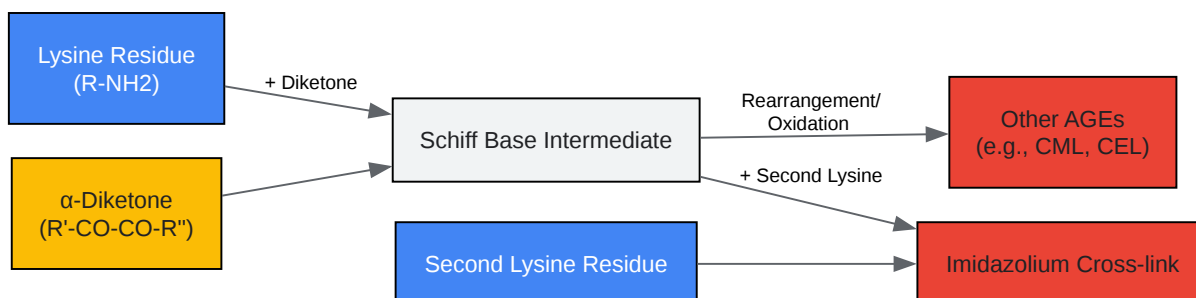 Lysine Residue
(R-NH2)
+ Diketone
α-Diketone
(R'-CO-CO-R")
Schiff Base Intermediate
Rearrangement/
Oxidation
Other AGEs
(e.g., CML, CEL)
+ Second Lysine
Second Lysine Residue
Imidazolium Cross-link